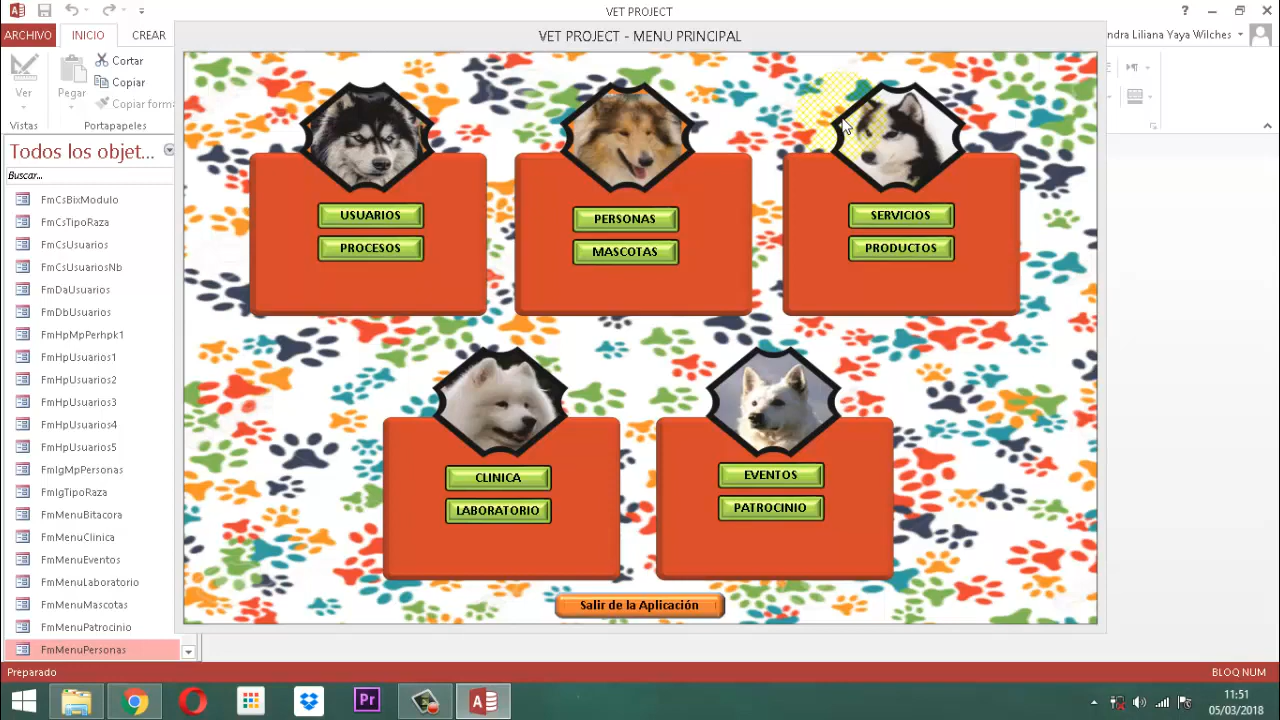 VET PROJECT
?
ARCHIVO
INICIO
CREAR
ndra Liliana Yaya Wilches
VET PROJECT - MENU PRINCIPAL
Ver
Pegar
Cortar
Copiar
Copiar forma
Vistas
Portapapeles
Todos los objet...
Buscar...
FmCsBixModulo
FmCsTipoRaza
FmCsUsuarios
FmCsUsuariosNb
FmDaUsuarios
FmDbUsuarios
FmHpMpPerhpk1
FmHpUsuarios1
FmHpUsuarios2
FmHpUsuarios3
FmHpUsuarios4
FmHpUsuarios5
FmIgMpPersonas
FmIgTipoRaza
FmMenuBitacora
FmMenuClinica
FmMenuEventos
FmMenuLaboratorio
FmMenuMascotas
FmMenuPatrocinio
FmMenuPersonas
USUARIOS
PROCESOS
PERSONAS
MASCOTAS
SERVICIOS
PRODUCTOS
CLINICA
LABORATORIO
EVENTOS
PATROCINIO
Salir de la Aplicación
Preparado
BLOQ NUM
Pr
11:51
05/03/2018